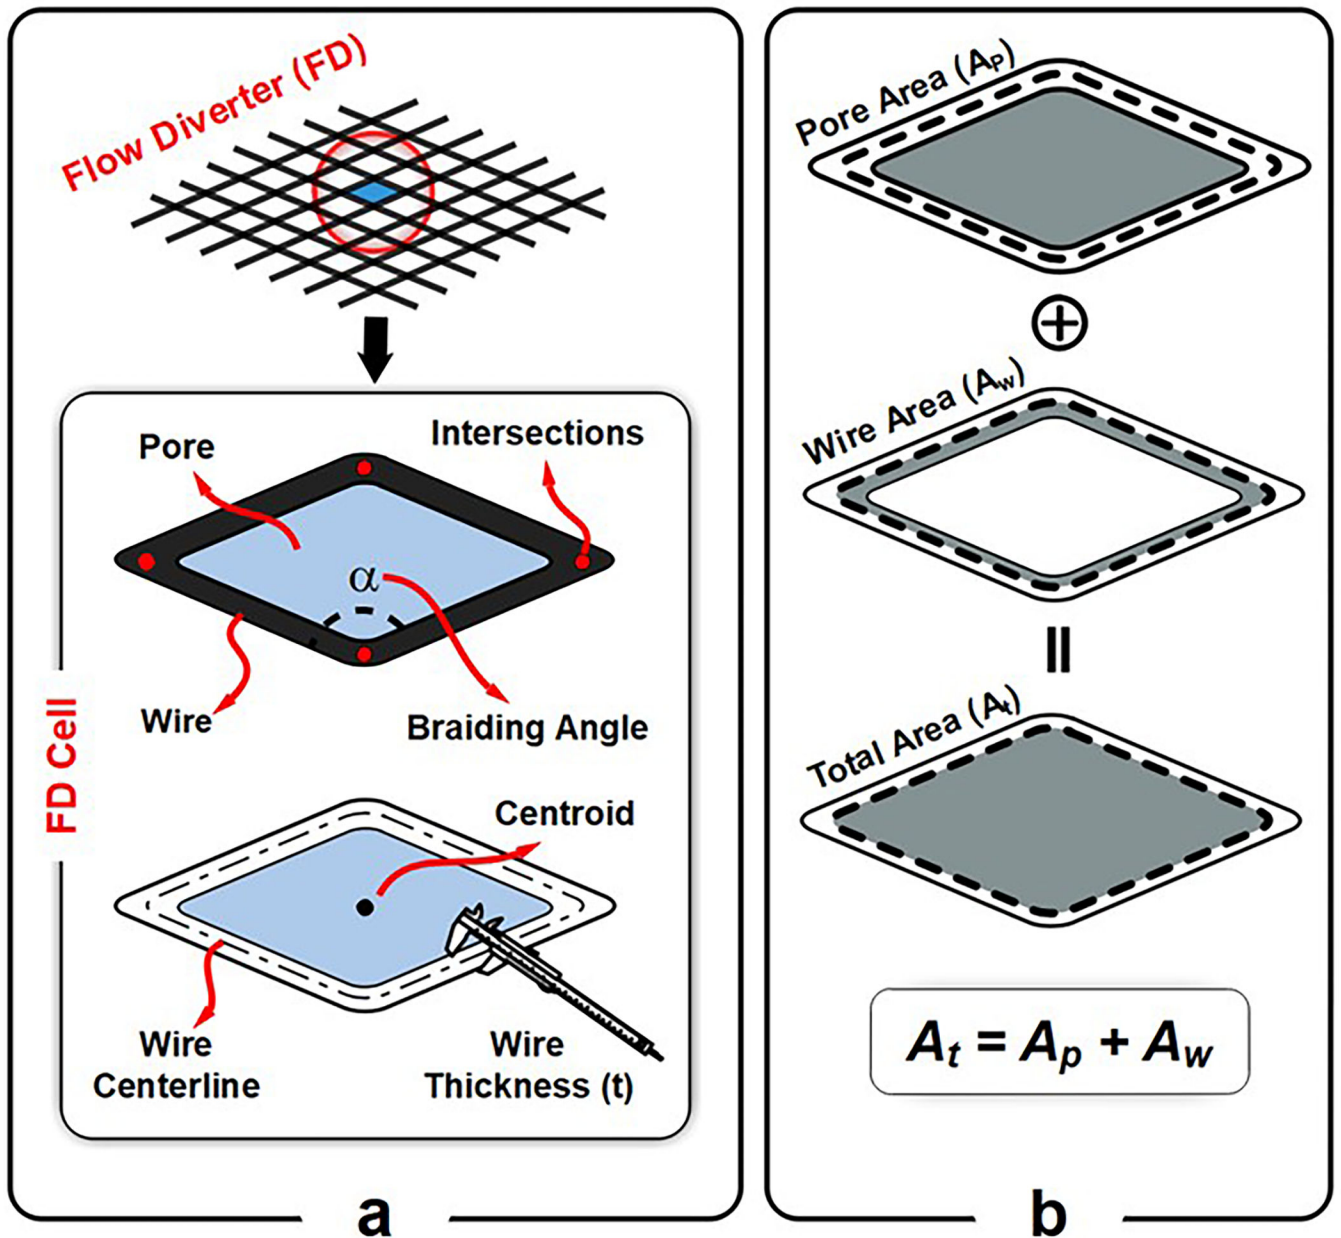 Flow Diverter (FD)
Pore
Intersections
α
Wire
Braiding Angle
FD Cell
Centroid
Wire
Centerline
Wire
Thickness (t)
a
Pore Area (AP)
Wire Area (Aw)
Total Area (At)
At = Ap + Aw
b